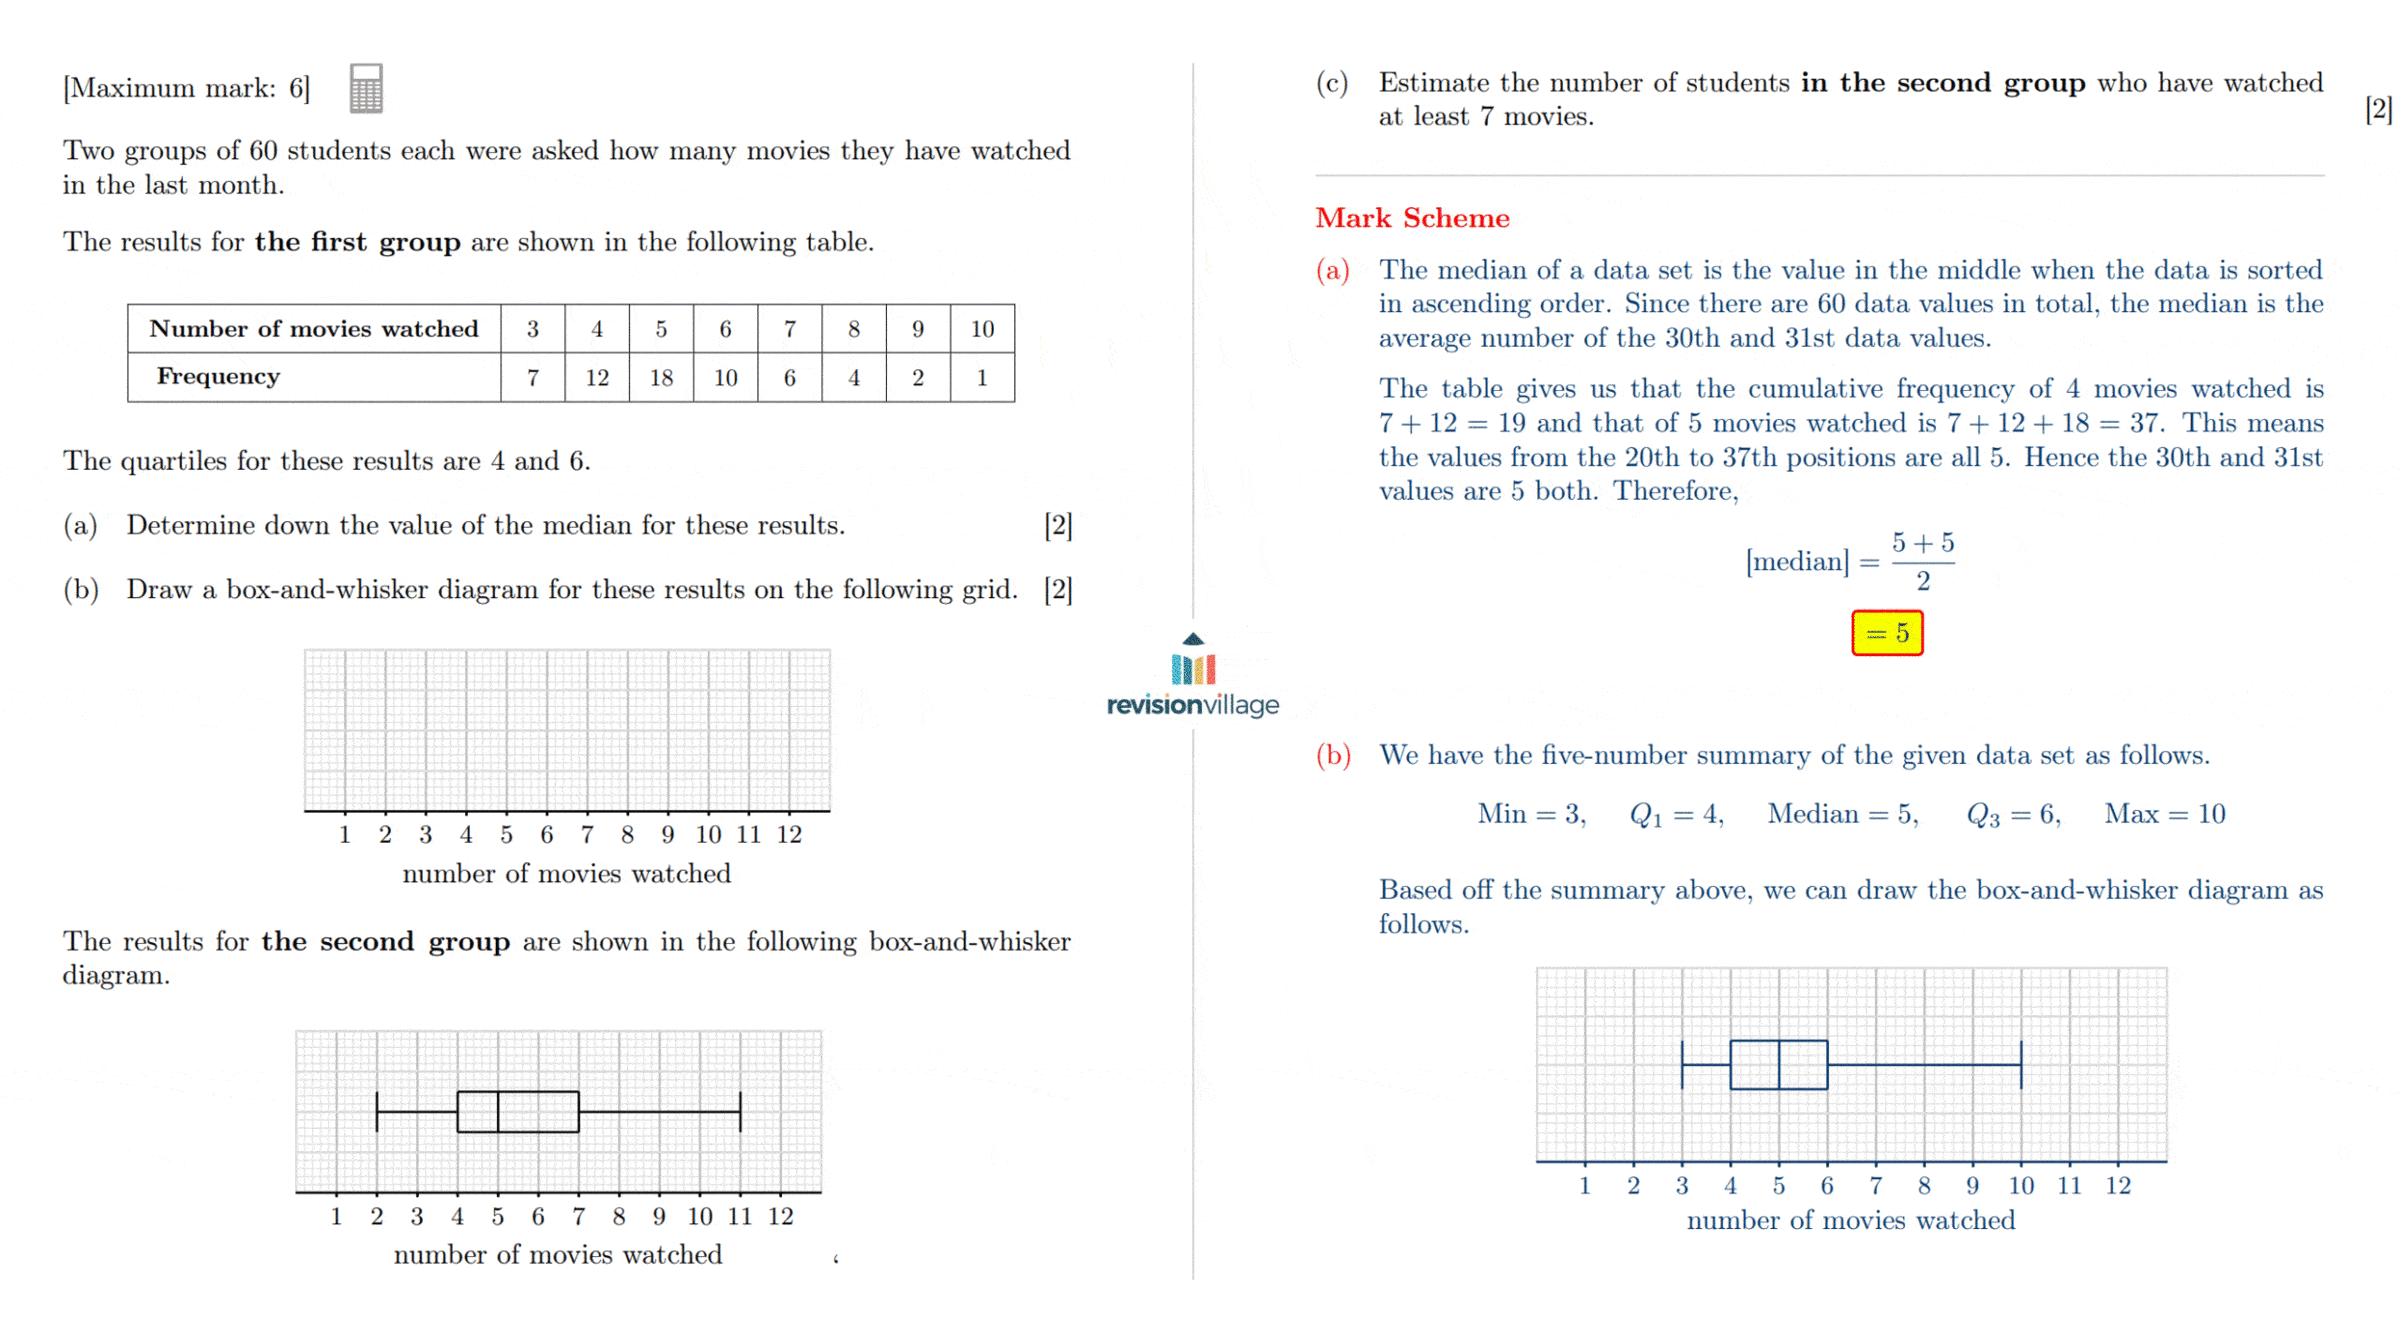 [Maximum mark: 6]
Two groups of 60 students each were asked how many movies they have watched
in the last month.
The results for the first group are shown in the following table.
Number of movies watched 3 4 5 6 7 8 9 10
Frequency 7 12 18 10 6 4 2 1
The quartiles for these results are 4 and 6.
(a) Determine down the value of the median for these results. [2]
(b) Draw a box-and-whisker diagram for these results on the following grid. [2]
1 2 3 4 5 6 7 8 9 10 11 12
number of movies watched
The results for the second group are shown in the following box-and-whisker
diagram.
1 2 3 4 5 6 7 8 9 10 11 12
number of movies watched
revisionvillage
(c) Estimate the number of students in the second group who have watched
at least 7 movies. [2]
Mark Scheme
(a) The median of a data set is the value in the middle when the data is sorted
in ascending order. Since there are 60 data values in total, the median is the
average number of the 30th and 31st data values.
The table gives us that the cumulative frequency of 4 movies watched is
7 + 12 = 19 and that of 5 movies watched is 7 + 12 + 18 = 37. This means
the values from the 20th to 37th positions are all 5. Hence the 30th and 31st
values are 5 both. Therefore,
[median] = 5 + 5
2
= 5
(b) We have the five-number summary of the given data set as follows.
Min = 3, Q₁ = 4, Median = 5, Q₃ = 6, Max = 10
Based off the summary above, we can draw the box-and-whisker diagram as
follows.
1 2 3 4 5 6 7 8 9 10 11 12
number of movies watched